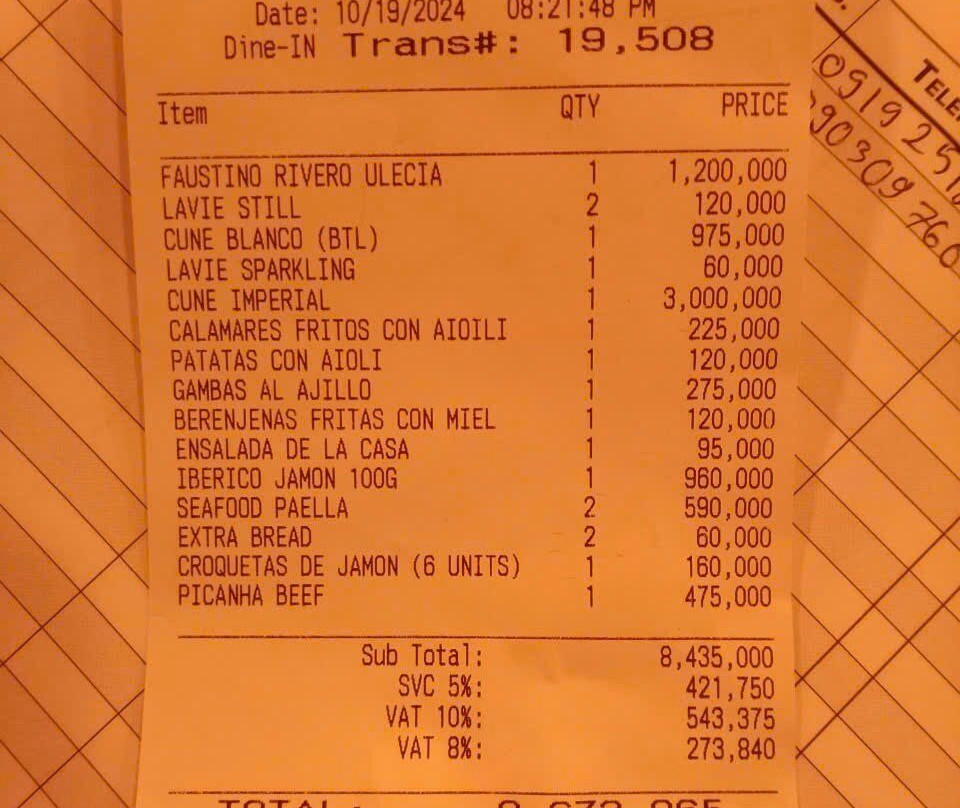 Date: 10/19/2024 08:21:48 PM
Dine-IN Trans#: 19,508
Item QTY PRICE
FAUSTINO RIVERO ULECIA 1 1,200,000
LAVIE STILL 2 120,000
CUNE BLANCO (BTL) 1 975,000
LAVIE SPARKLING 1 60,000
CUNE IMPERIAL 1 3,000,000
CALAMARES FRITOS CON AIOILI 1 225,000
PATATAS CON AIOLI 1 120,000
GAMBAS AL AJILLO 1 275,000
BERENJENAS FRITAS CON MIEL 1 120,000
ENSALADA DE LA CASA 1 95,000
IBERICO JAMON 100G 1 960,000
SEAFOOD PAELLA 2 590,000
EXTRA BREAD 2 60,000
CROQUETAS DE JAMON (6 UNITS) 1 160,000
PICANHA BEEF 1 475,000
Sub Total: 8,435,000
SVC 5%: 421,750
VAT 10%: 543,375
VAT 8%: 273,840
TOTAL: